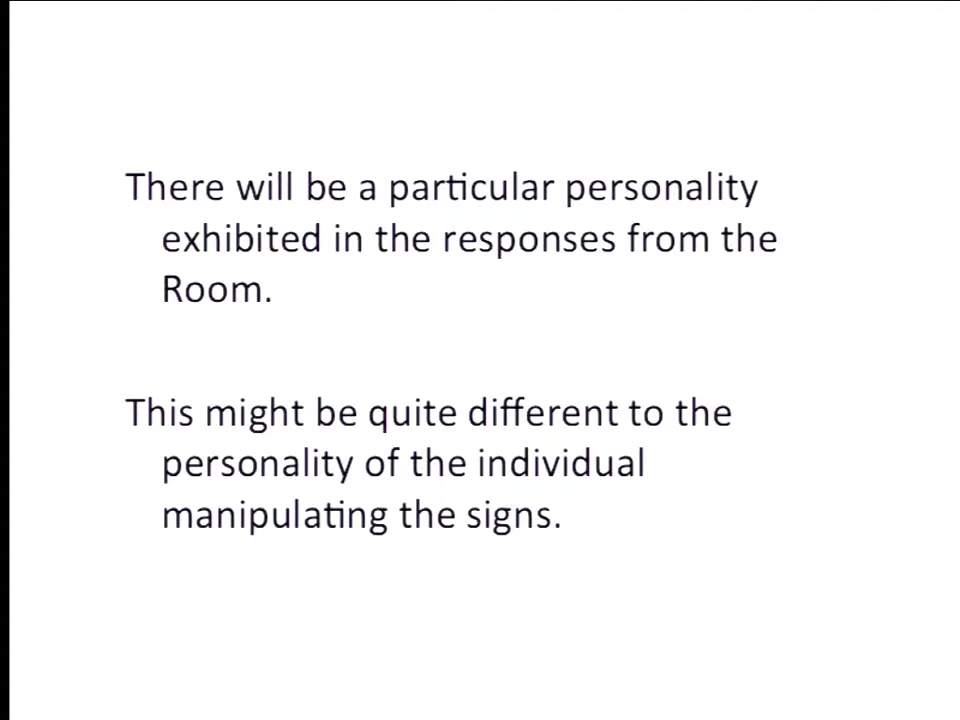 There will be a particular personality
exhibited in the responses from the
Room.
This might be quite different to the
personality of the individual
manipulating the signs.